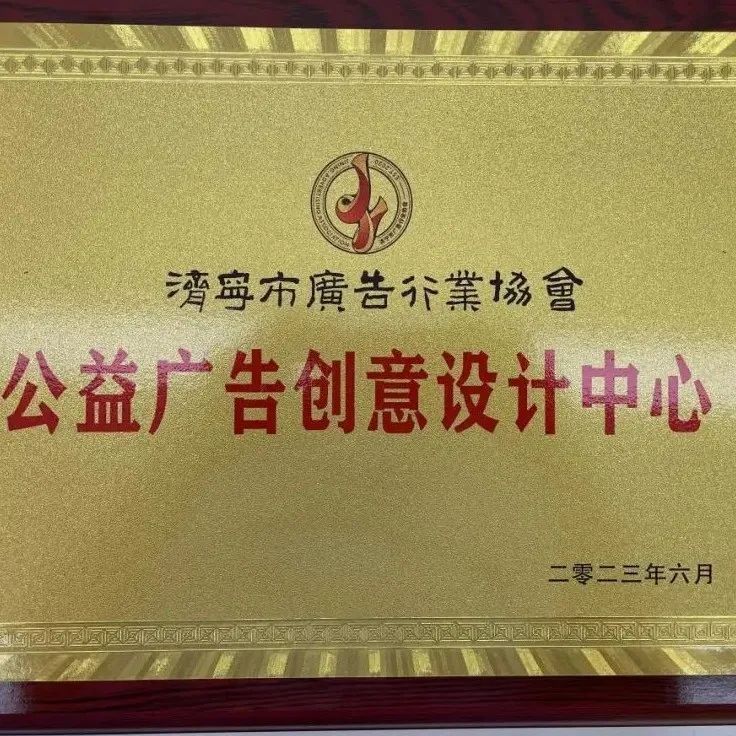 濟寧市廣告行業協會
公益广告创意设计中心
二零二三年六月